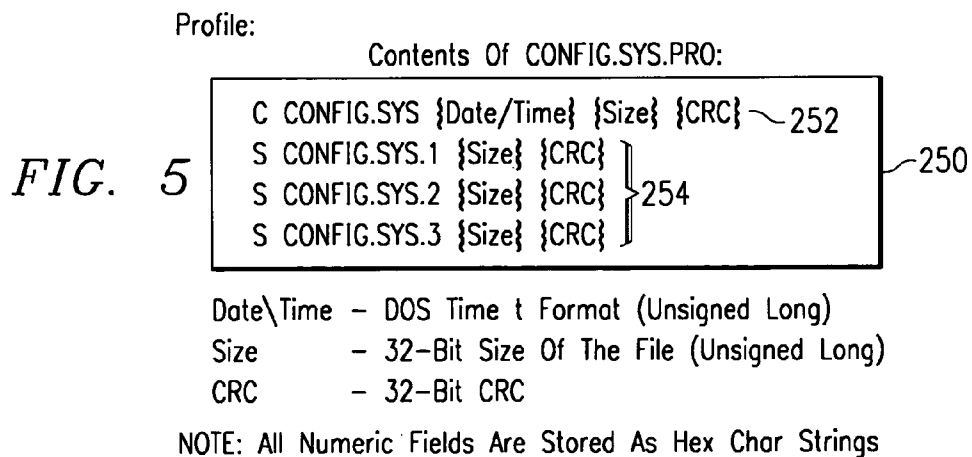 Profile:
Contents Of CONFIG.SYS.PRO:
C CONFIG.SYS {Date/Time} {Size} {CRC} 252
S CONFIG.SYS.1 {Size} {CRC}
S CONFIG.SYS.2 {Size} {CRC} 254
S CONFIG.SYS.3 {Size} {CRC}
250
FIG. 5
Date\Time – DOS Time t Format (Unsigned Long)
Size – 32–Bit Size Of The File (Unsigned Long)
CRC – 32–Bit CRC
NOTE: All Numeric Fields Are Stored As Hex Char Strings